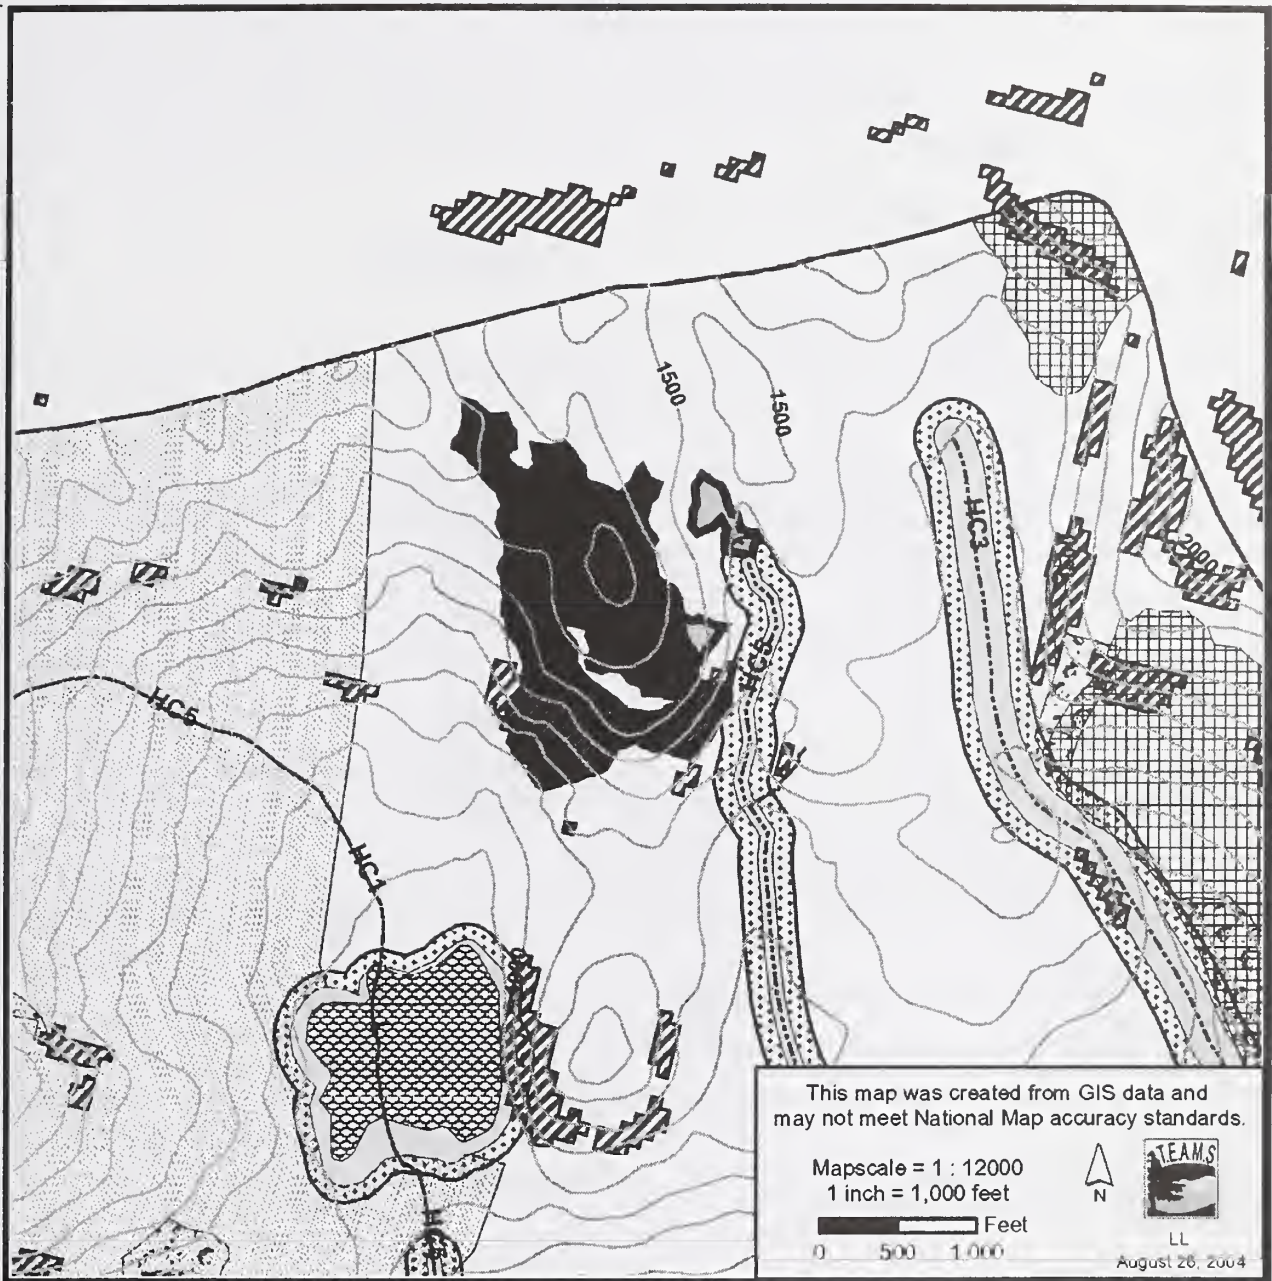 1500
1500
HC3
2000
HC5
HC5
HC1
This map was created from GIS data and
may not meet National Map accuracy standards.
Mapscale = 1 : 12000
1 inch = 1,000 feet
N
T.E.A.M.S
Feet
0 500 1,000
LL
August 26, 2004